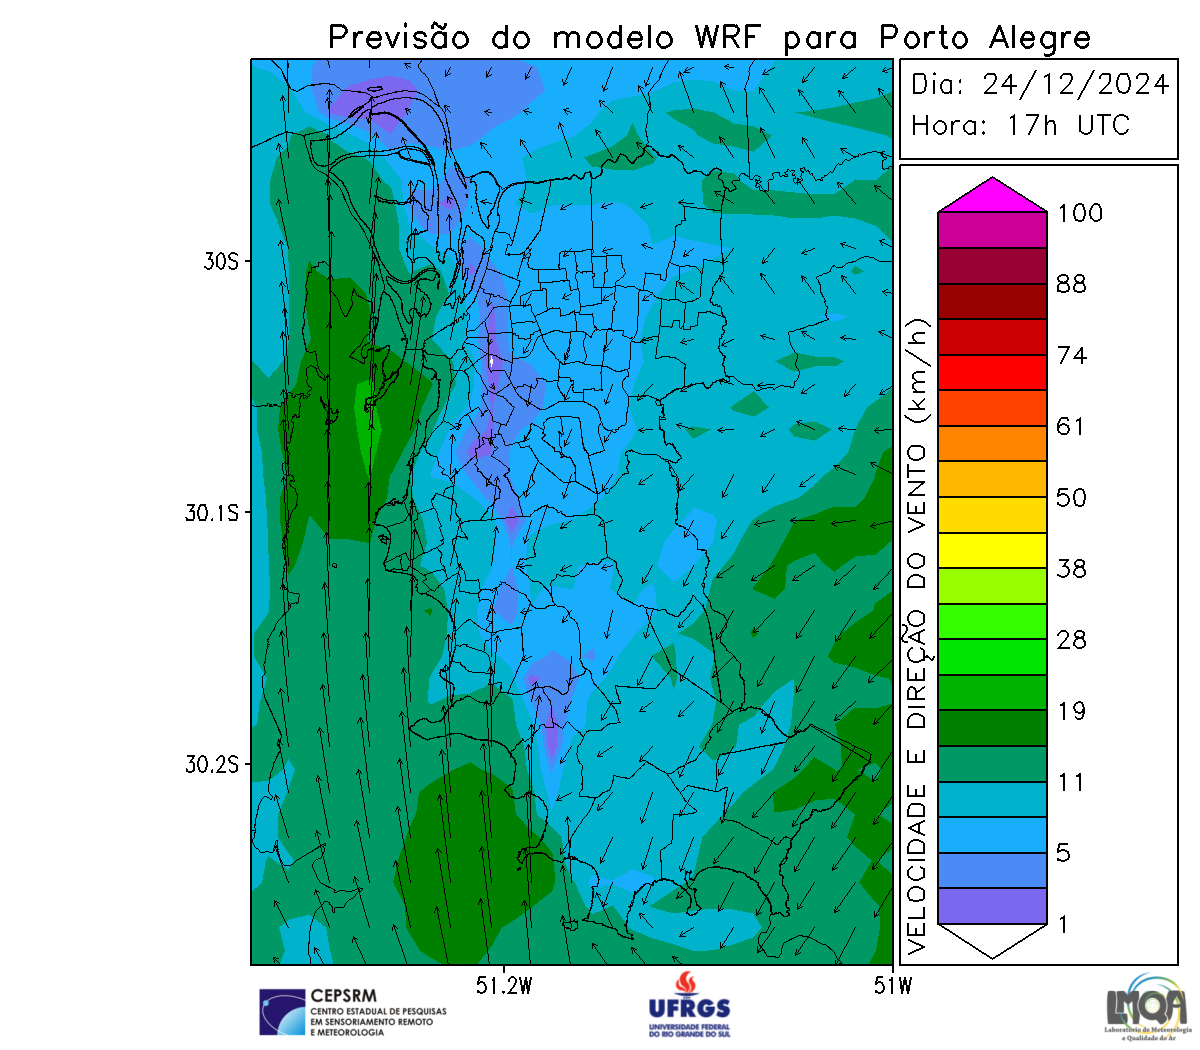 Previsão do modelo WRF para Porto Alegre
Dia: 24/12/2024
Hora: 17h UTC
30S
30.1S
30.2S
51.2W
51W
VELOCIDADE E DIREÇÃO DO VENTO (km/h)
100
88
74
61
50
38
28
19
11
5
1
CEPSRM
CENTRO ESTADUAL DE PESQUISAS
EM SENSORIAMENTO REMOTO
E METEOROLOGIA
UFRGS
UNIVERSIDADE FEDERAL
DO RIO GRANDE DO SUL
LMQA
Laboratório de Meteorologia
e Qualidade do Ar